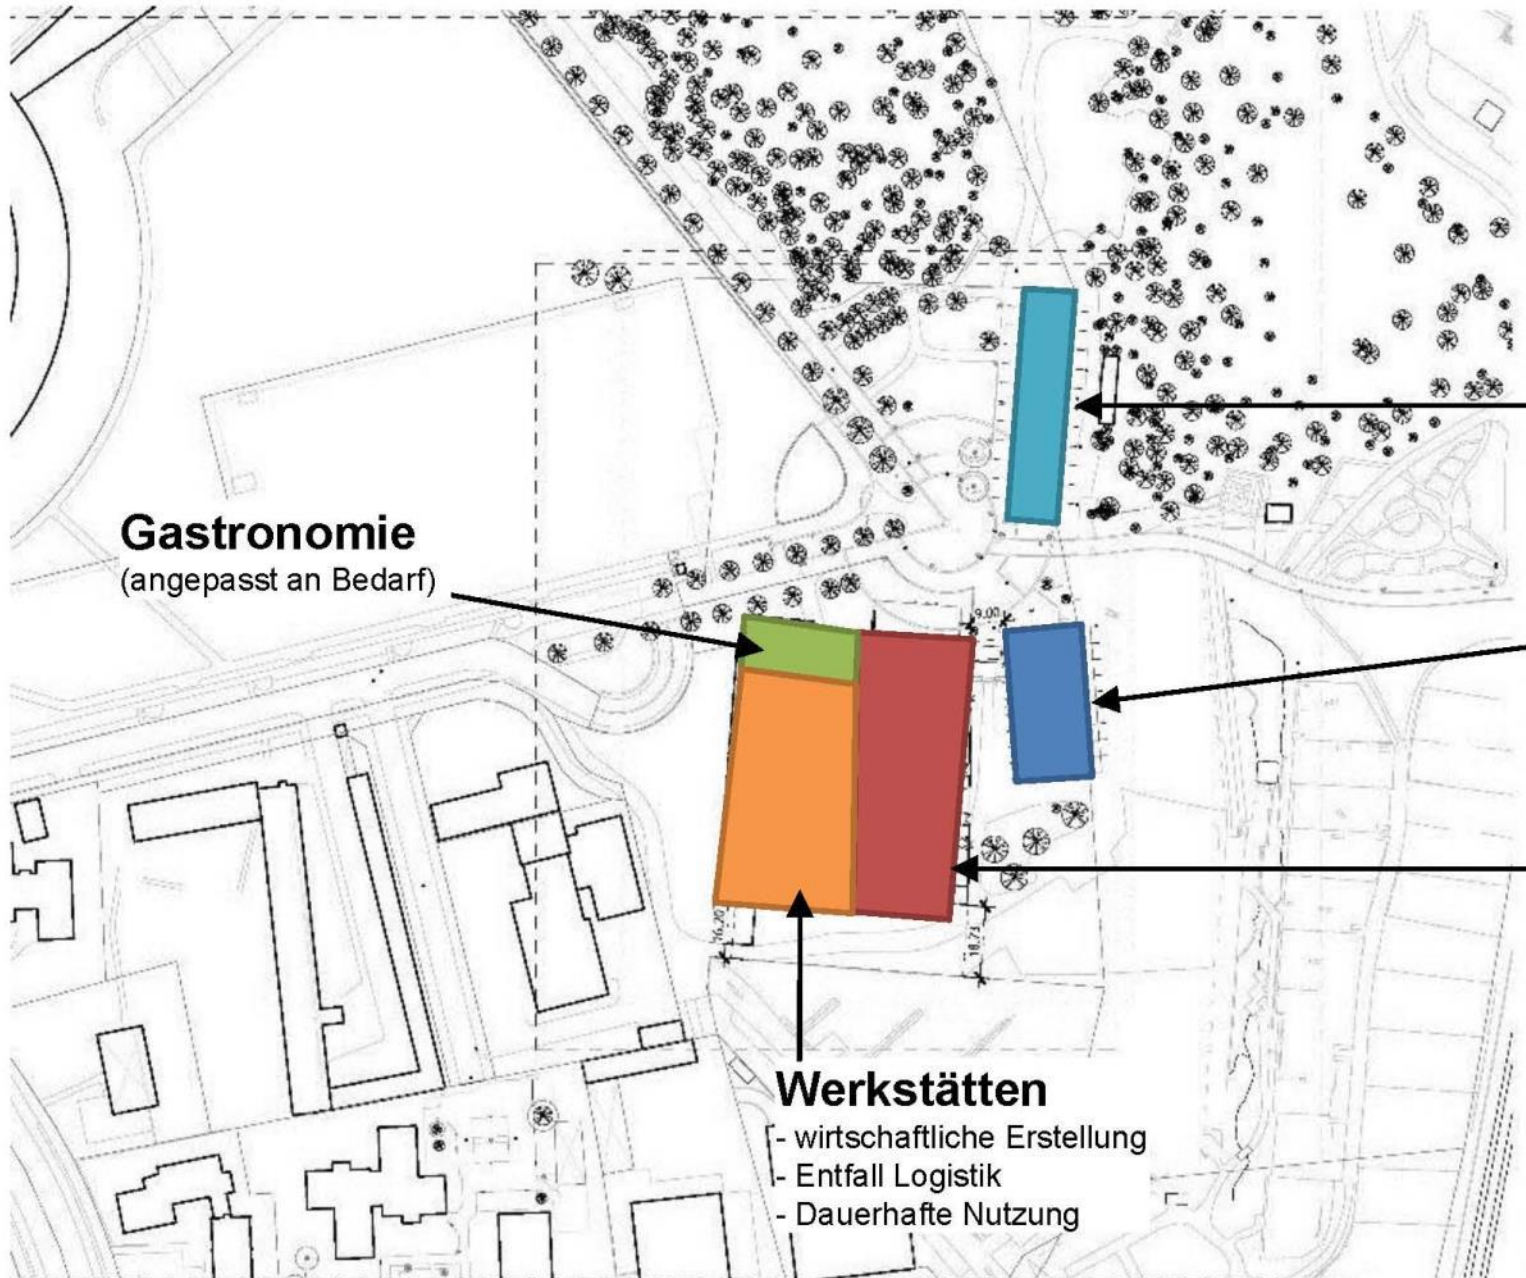 Gastronomie
(angepasst an Bedarf)
9.00
16.20
18.73
Werkstätten
- wirtschaftliche Erstellung
- Entfall Logistik
- Dauerhafte Nutzung